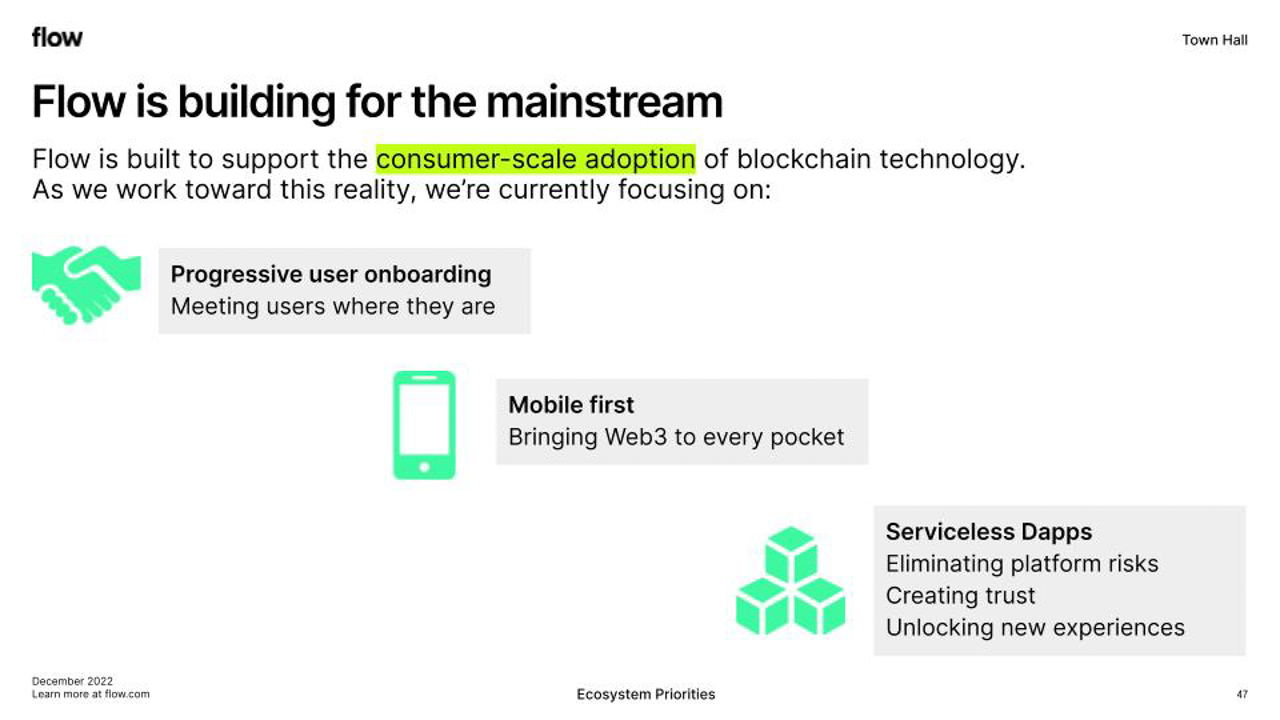 flow
Town Hall
Flow is building for the mainstream
Flow is built to support the consumer-scale adoption of blockchain technology.
As we work toward this reality, we’re currently focusing on:
Progressive user onboarding
Meeting users where they are
Mobile first
Bringing Web3 to every pocket
Serviceless Dapps
Eliminating platform risks
Creating trust
Unlocking new experiences
December 2022
Learn more at flow.com
Ecosystem Priorities
47